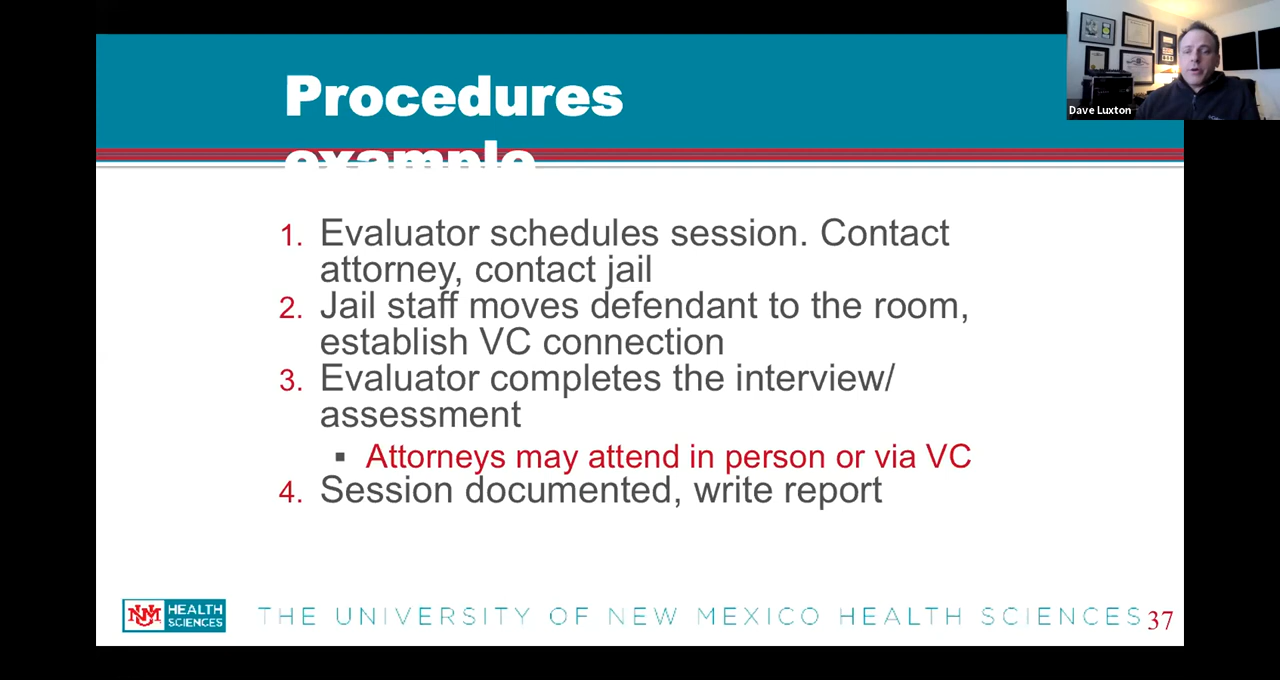 Procedures
example
Dave Luxton
1. Evaluator schedules session. Contact
attorney, contact jail
2. Jail staff moves defendant to the room,
establish VC connection
3. Evaluator completes the interview/
assessment
▪ Attorneys may attend in person or via VC
4. Session documented, write report
UNM HEALTH
SCIENCES
THE UNIVERSITY OF NEW MEXICO HEALTH SCIENCES 37